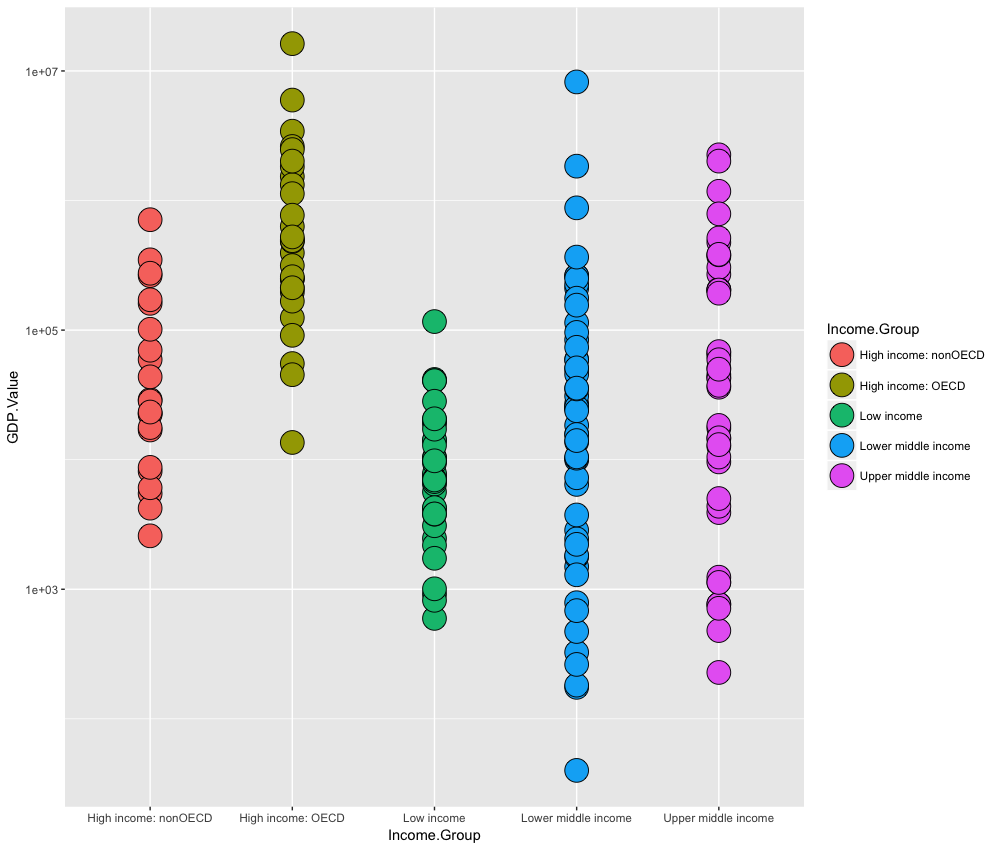 1e+07
1e+05
1e+03
GDP.Value
High income: nonOECD
High income: OECD
Low income
Lower middle income
Upper middle income
Income.Group
Income.Group
High income: nonOECD
High income: OECD
Low income
Lower middle income
Upper middle income